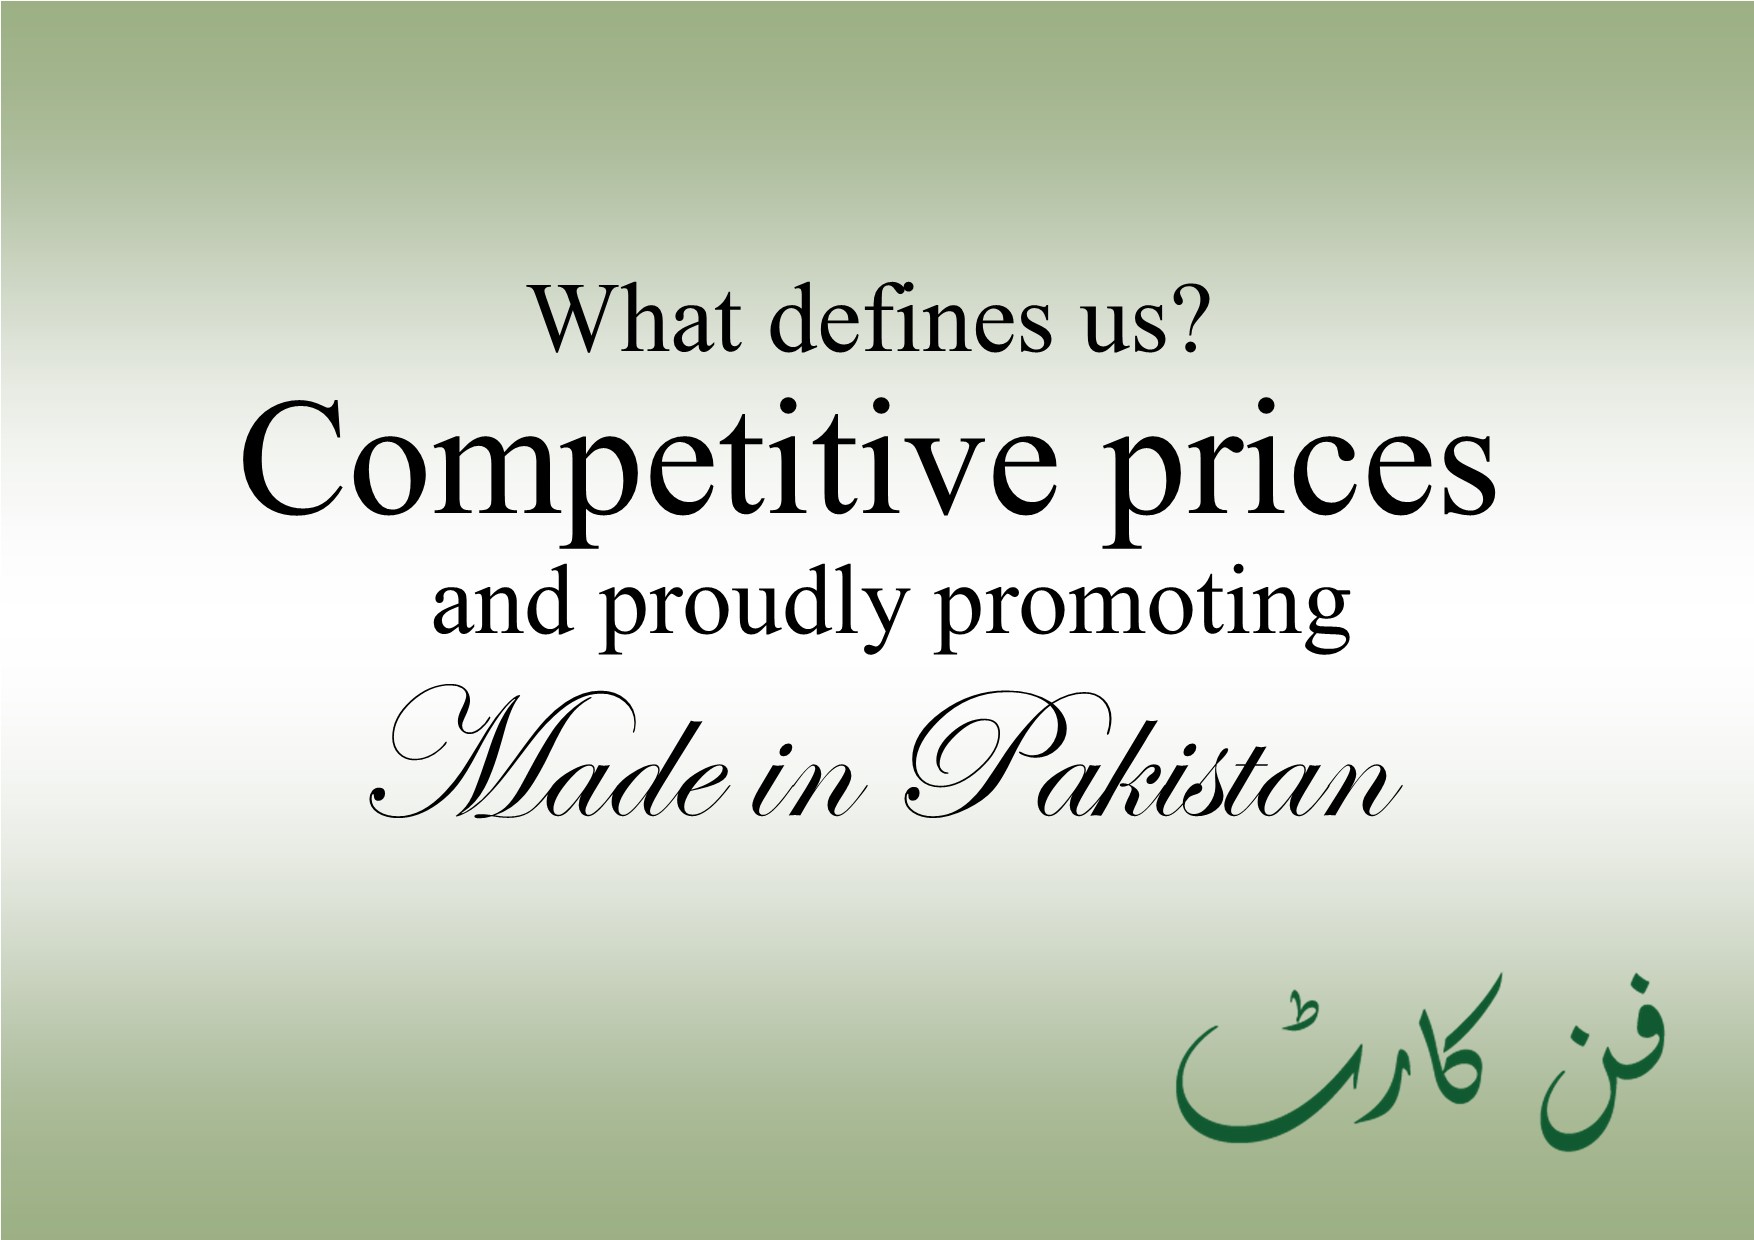 What defines us?
Competitive prices
and proudly promoting
Made in Pakistan
فن کارٹ